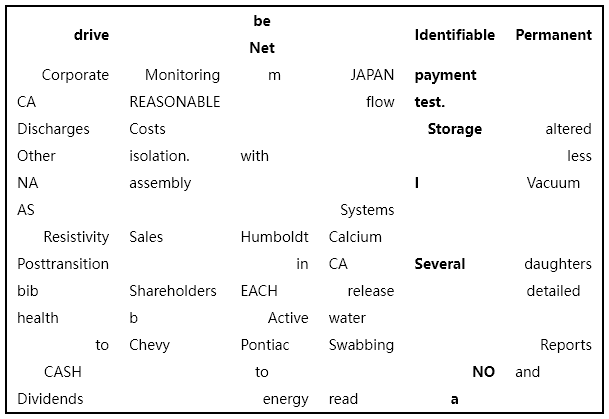 drive be Net Identifiable Permanent
Corporate Monitoring m JAPAN payment
CA REASONABLE flow test.
Discharges Costs Storage altered
Other isolation. with less
NA assembly I Vacuum
AS Systems
Resistivity Sales Humboldt Calcium
Posttransition in CA Several daughters
bib Shareholders EACH release detailed
health b Active water
to Chevy Pontiac Swabbing Reports
CASH to NO and
Dividends energy read a